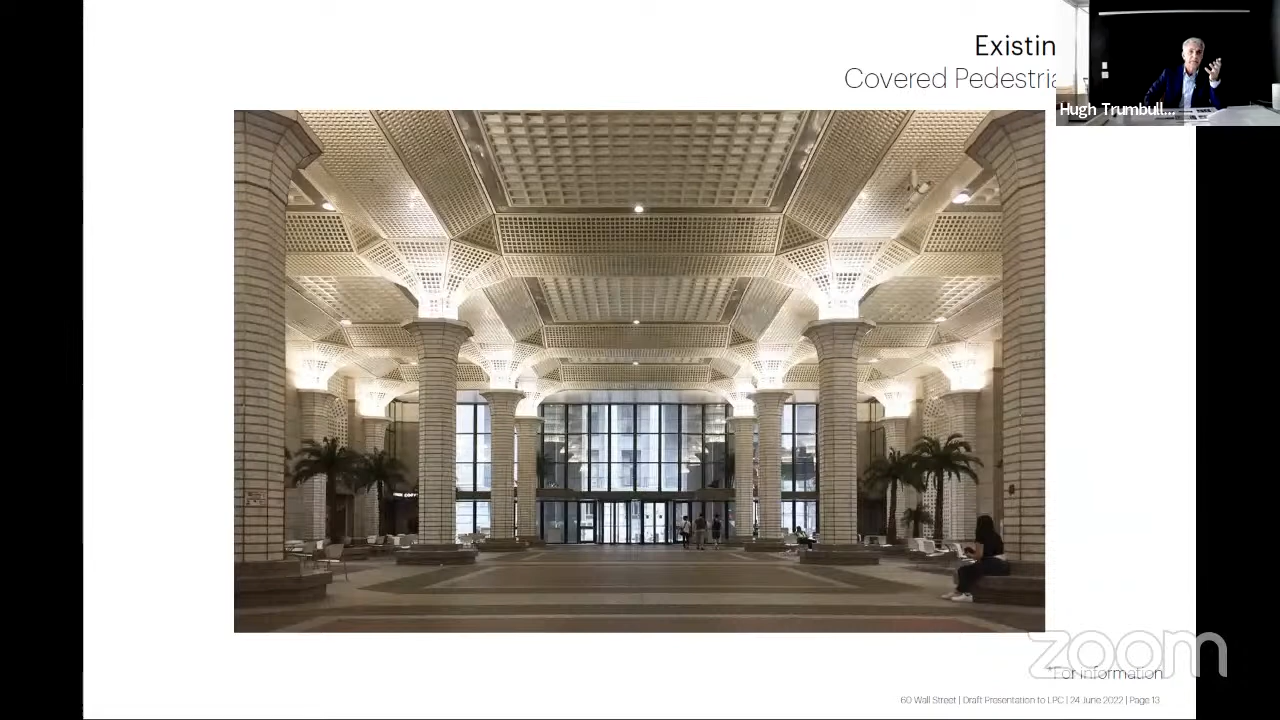 Existin
Covered Pedestria
Hugh Trumbull...
zoom
*For information
60 Wall Street | Draft Presentation to LPC | 24 June 2022 | Page 13